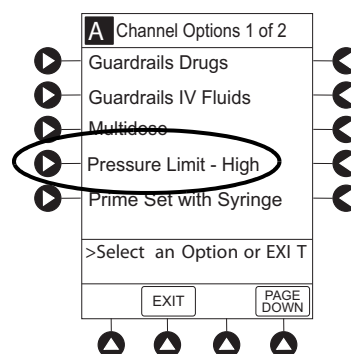 A Channel Options 1 of 2
Guardrails Drugs
Guardrails IV Fluids
Multidose
Pressure Limit - High
Prime Set with Syringe
>Select an Option or EXI T
EXIT
PAGE
DOWN